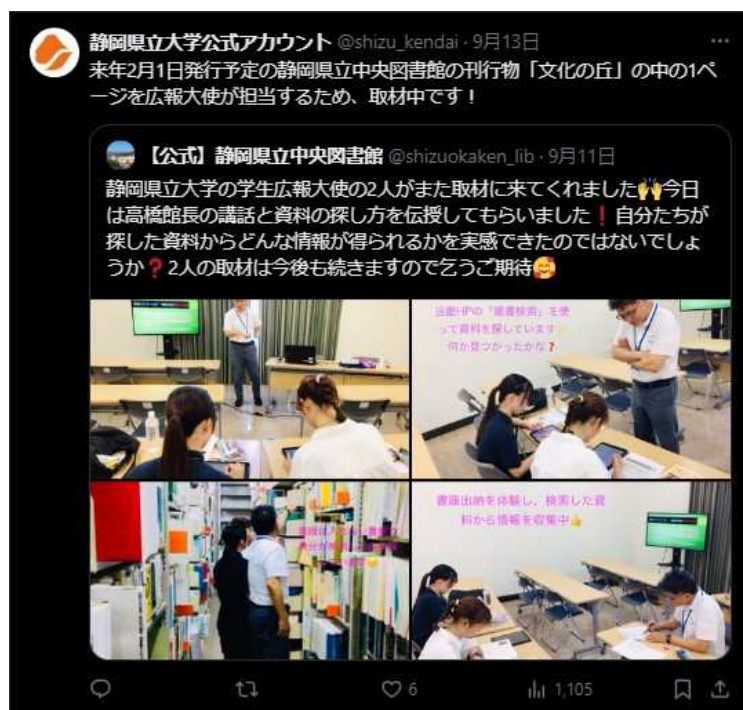 静岡県立大学公式アカウント @shizu_kendai · 9月13日
来年2月1日発行予定の静岡県立中央図書館の刊行物「文化の丘」の中の1ペ
ージを広報大使が担当するため、取材中です！
【公式】静岡県立中央図書館 @shizuokaken_lib · 9月11日
静岡県立大学の学生広報大使の2人がまた取材に来てくれました🙌今日
は高橋館長の講話と資料の探し方を伝授してもらいました❗自分たちが
探した資料からどんな情報が得られるかを実感できたのではないでしょ
うか❓2人の取材は今後も続きますので乞うご期待🥰
当館HPの「蔵書検索」を使
って資料を探しています
何か見つかったかな❓
書庫出納を体験し、検索した資
料から情報を収集中👍
6
1,105